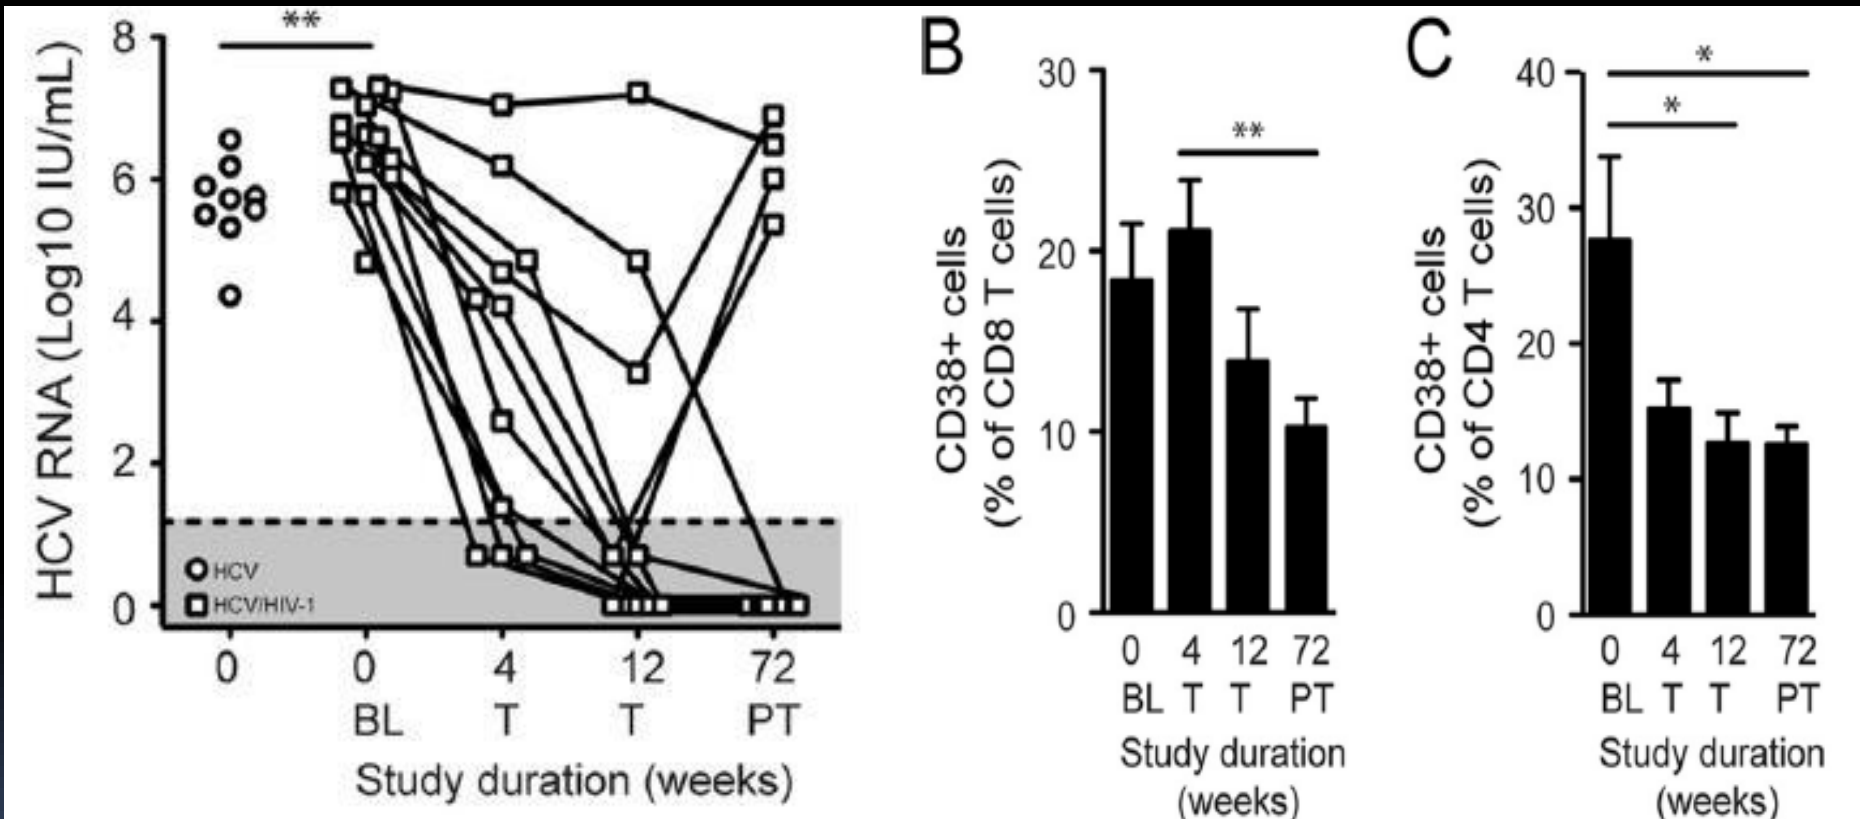 **
HCV RNA (Log10 IU/mL)
8
6
4
2
0
HCV
HCV/HIV-1
0 0 4 12 72
BL T T PT
Study duration (weeks)
B
**
CD38+ cells
(% of CD8 T cells)
30
20
10
0
0 4 12 72
BL T T PT
Study duration
(weeks)
C
*
*
CD38+ cells
(% of CD4 T cells)
40
30
20
10
0
0 4 12 72
BL T T PT
Study duration
(weeks)